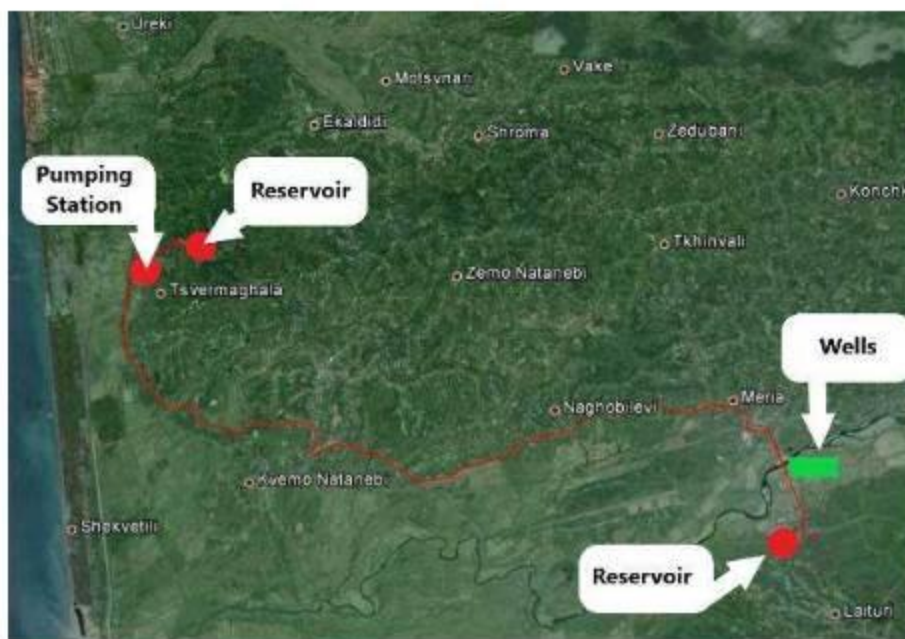 Ureki
Vake
Motsvnari
Ekaldidi
Shroma
Zedubani
Pumping
Station
Reservoir
Konchk
Tkhinvali
Zemo Natanebi
Tsvermaghala
Wells
Meria
Naghobilevi
Kvemo Natanebi
Shekvetili
Reservoir
Laituri